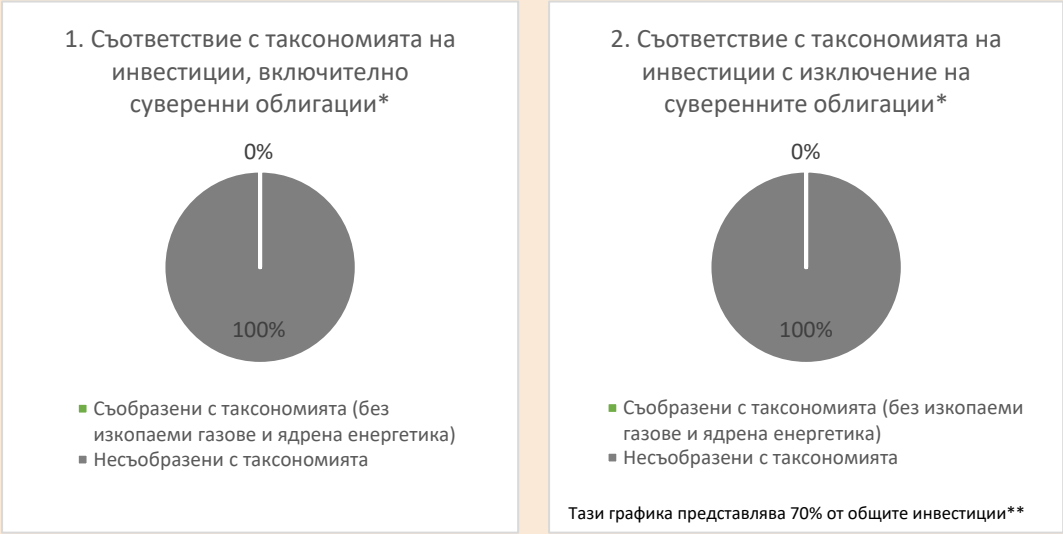 1. Съответствие с таксономията на
инвестиции, включително
суверенни облигации*
0%
100%
Съобразени с таксономията (без
изкопаеми газове и ядрена енергетика)
Несъобразени с таксономията
2. Съответствие с таксономията на
инвестиции с изключение на
суверенните облигации*
0%
100%
Съобразени с таксономията (без изкопаеми
газове и ядрена енергетика)
Несъобразени с таксономията
Тази графика представлява 70% от общите инвестиции**